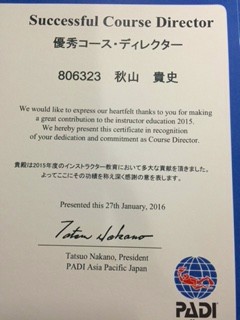 Successful Course Director
優秀コース・ディレクター
806323 秋山 貴史
We would like to express our heartfelt thanks to you for making
a great contribution to the instructor education 2015.
We hereby present this certificate in recognition
of your dedication and commitment as Course Director.
貴殿は2015年度のインストラクター教育において多大な貢献を頂きました。
よってここにその功績を称え深く感謝の意を表します。
Presented this 27th January, 2016
Tatsuo Nakano
Tatsuo Nakano, President
PADI Asia Pacific Japan
PADI